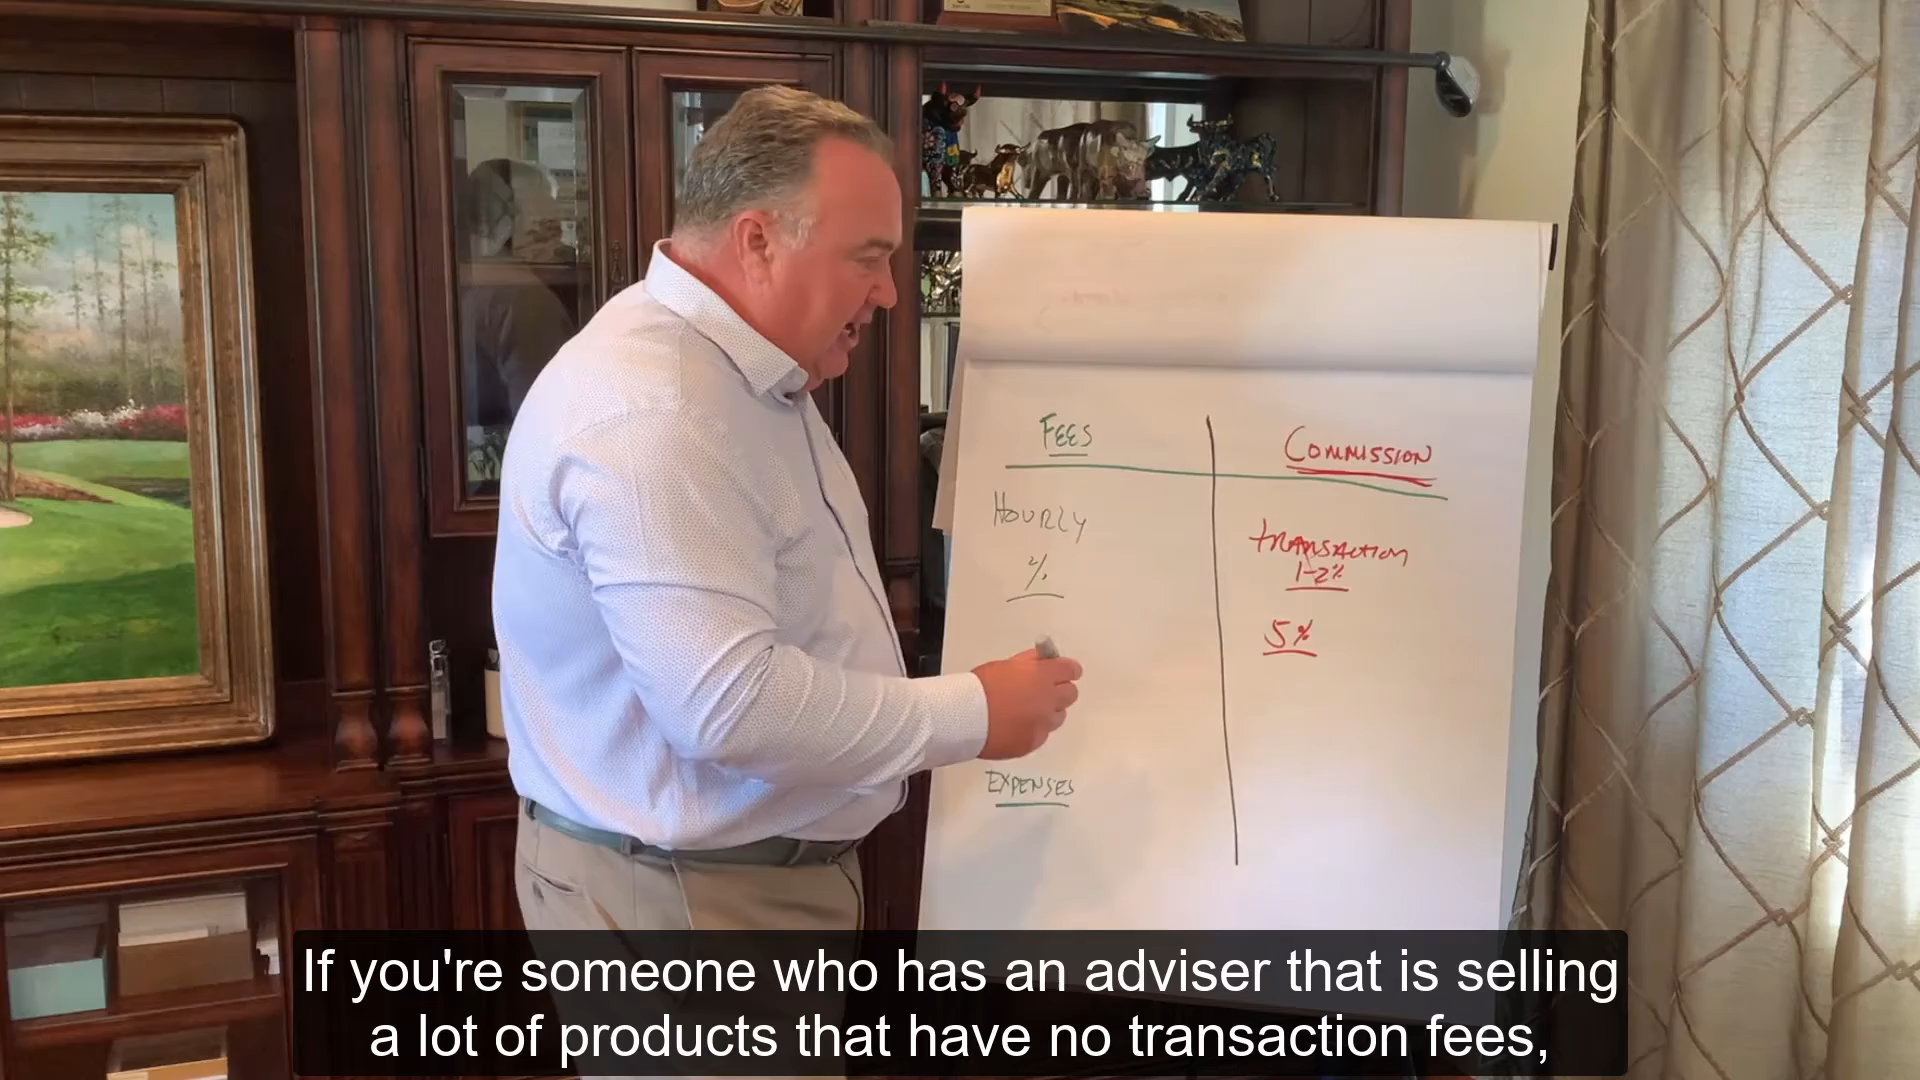 FEES
COMMISSION
HOURLY
%
TRANSACTION
1-2%
5%
EXPENSES
If you're someone who has an adviser that is selling
a lot of products that have no transaction fees,